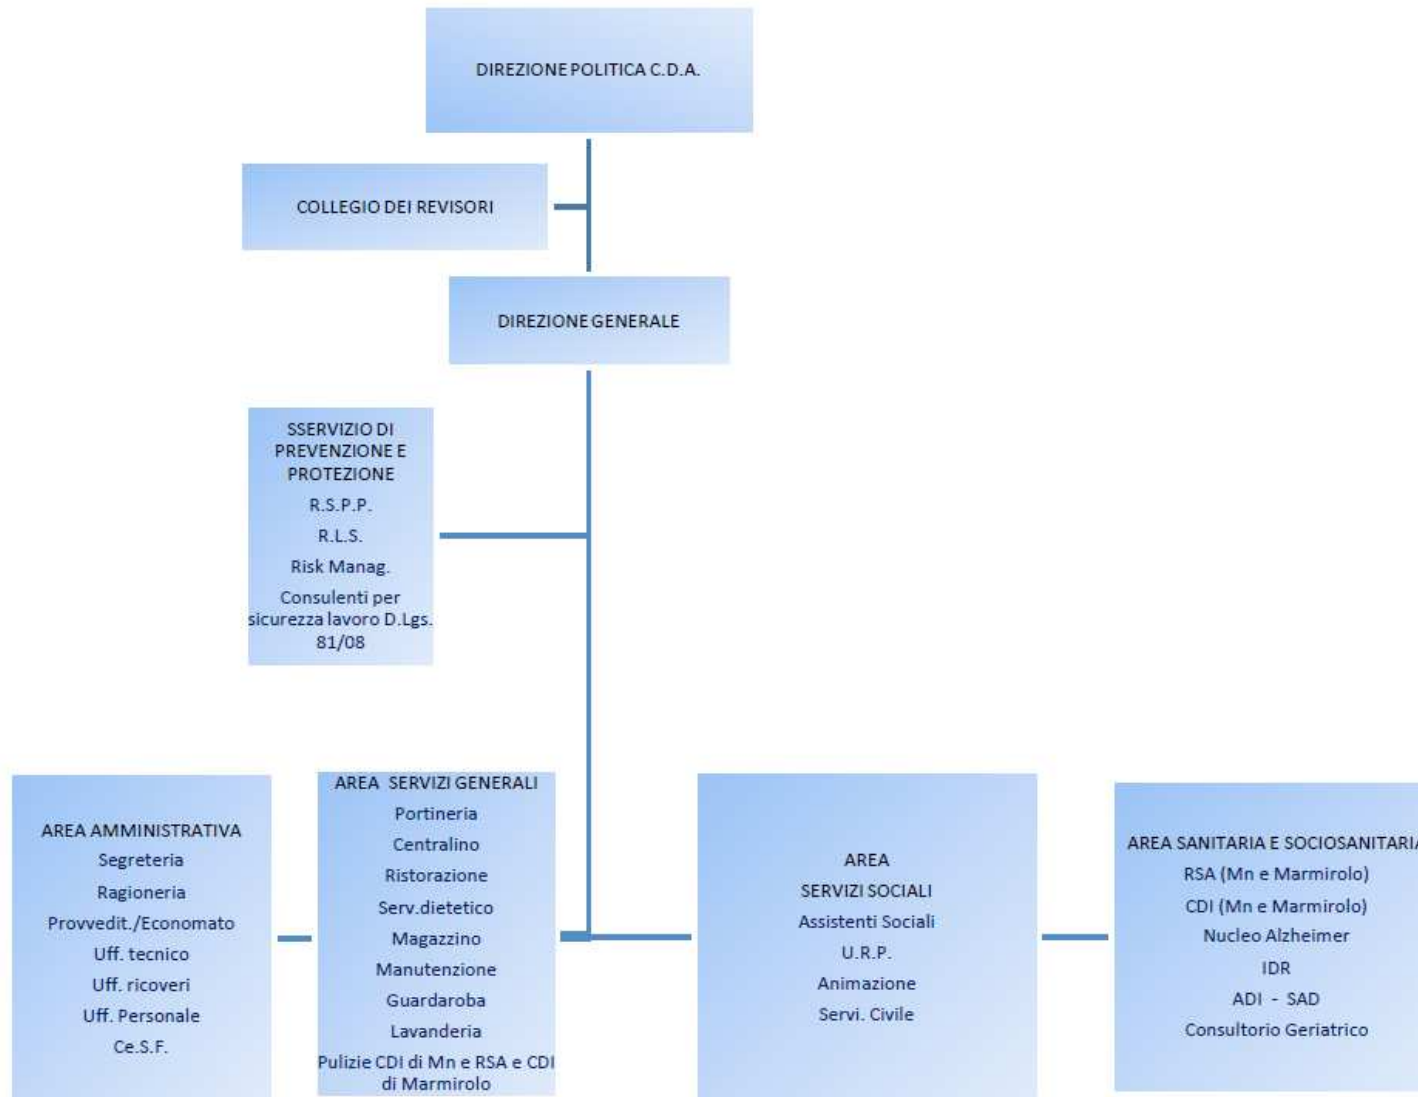 DIREZIONE POLITICA C.D.A.
COLLEGIO DEI REVISORI
DIREZIONE GENERALE
SSERVIZIO DI
PREVENZIONE E
PROTEZIONE
R.S.P.P.
R.L.S.
Risk Manag.
Consulenti per
sicurezza lavoro D.Lgs.
81/08
AREA AMMINISTRATIVA
Segreteria
Ragioneria
Provvedit./Economato
Uff. tecnico
Uff. ricoveri
Uff. Personale
Ce.S.F.
AREA SERVIZI GENERALI
Portineria
Centralino
Ristorazione
Serv.dietetico
Magazzino
Manutenzione
Guardaroba
Lavanderia
Pulizie CDI di Mn e RSA e CDI
di Marmirolo
AREA
SERVIZI SOCIALI
Assistenti Sociali
U.R.P.
Animazione
Servi. Civile
AREA SANITARIA E SOCIOSANITARIA
RSA (Mn e Marmirolo)
CDI (Mn e Marmirolo)
Nucleo Alzheimer
IDR
ADI - SAD
Consultorio Geriatrico